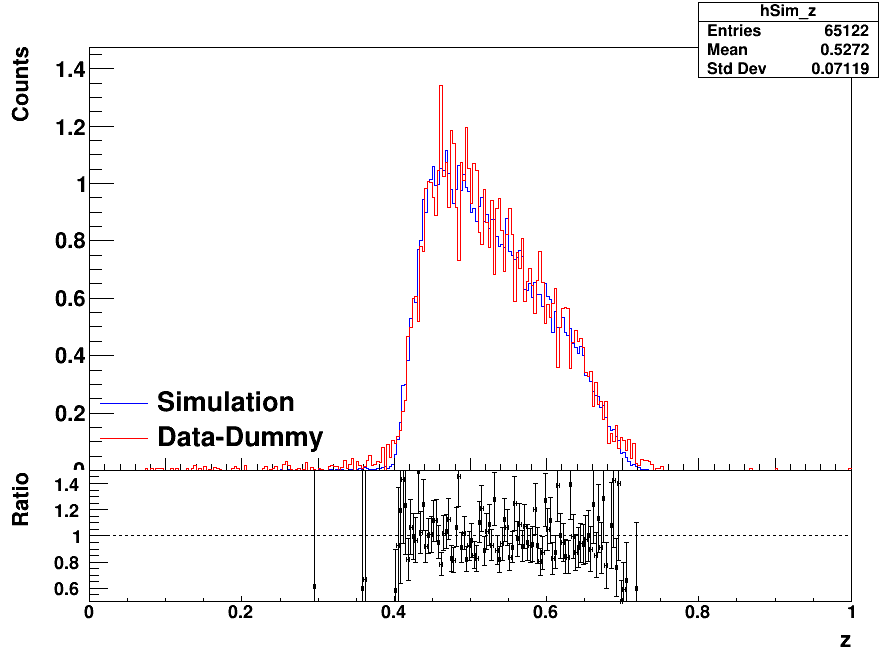 hSim_z
Entries 65122
Mean 0.5272
Std Dev 0.07119
Counts
1.4
1.2
1
0.8
0.6
0.4
0.2
0
Simulation
Data-Dummy
Ratio
1.4
1.2
1
0.8
0.6
0 0.2 0.4 0.6 0.8 1
z